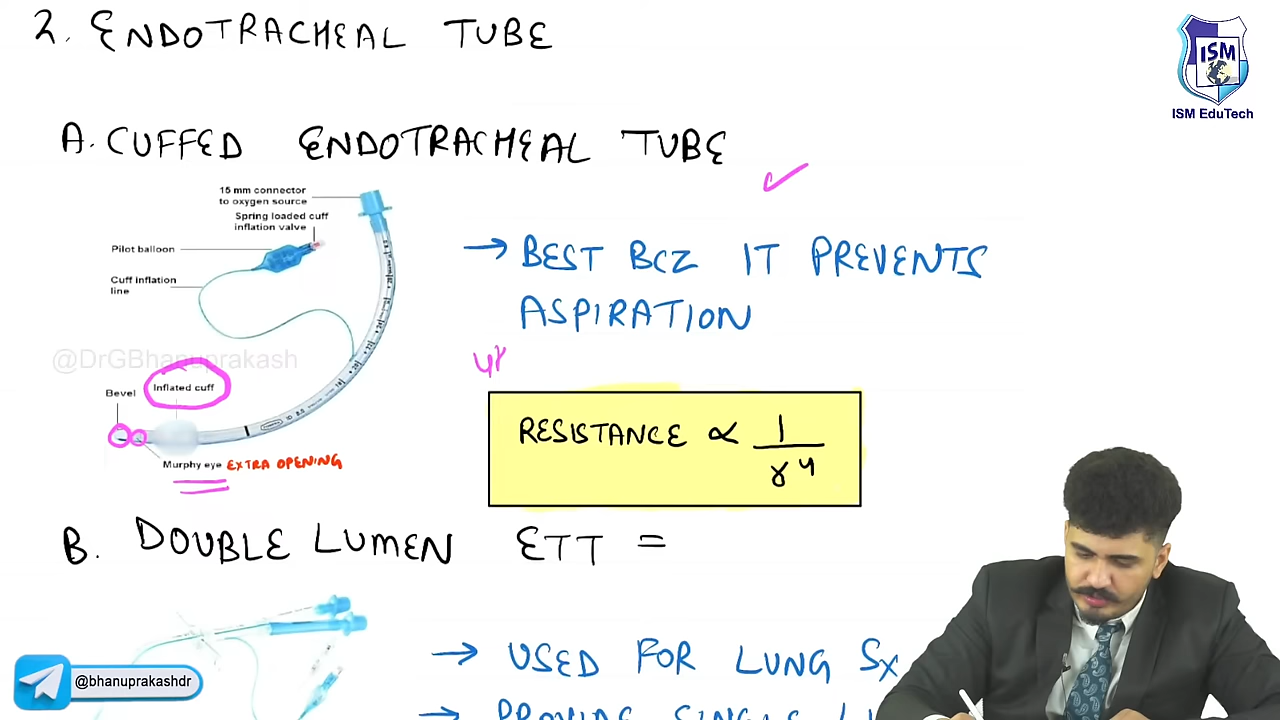 2. ENDOTRACHEAL TUBE
ISM
ISM EduTech
A. CUFFED ENDOTRACHEAL TUBE
15 mm connector
to oxygen source
Spring loaded cuff
inflation valve
Pilot balloon
Cuff inflation
line
→ BEST BCZ IT PREVENTS
ASPIRATION
@DrGBhanuprakash
Inflated cuff
Bevel
Murphy eye EXTRA OPENING
RESISTANCE ∝ 1
r4
B. DOUBLE LUMEN ETT =
→ USED FOR LUNG Sx
@bhanuprakashdr
→ PROVIDE SINGLE